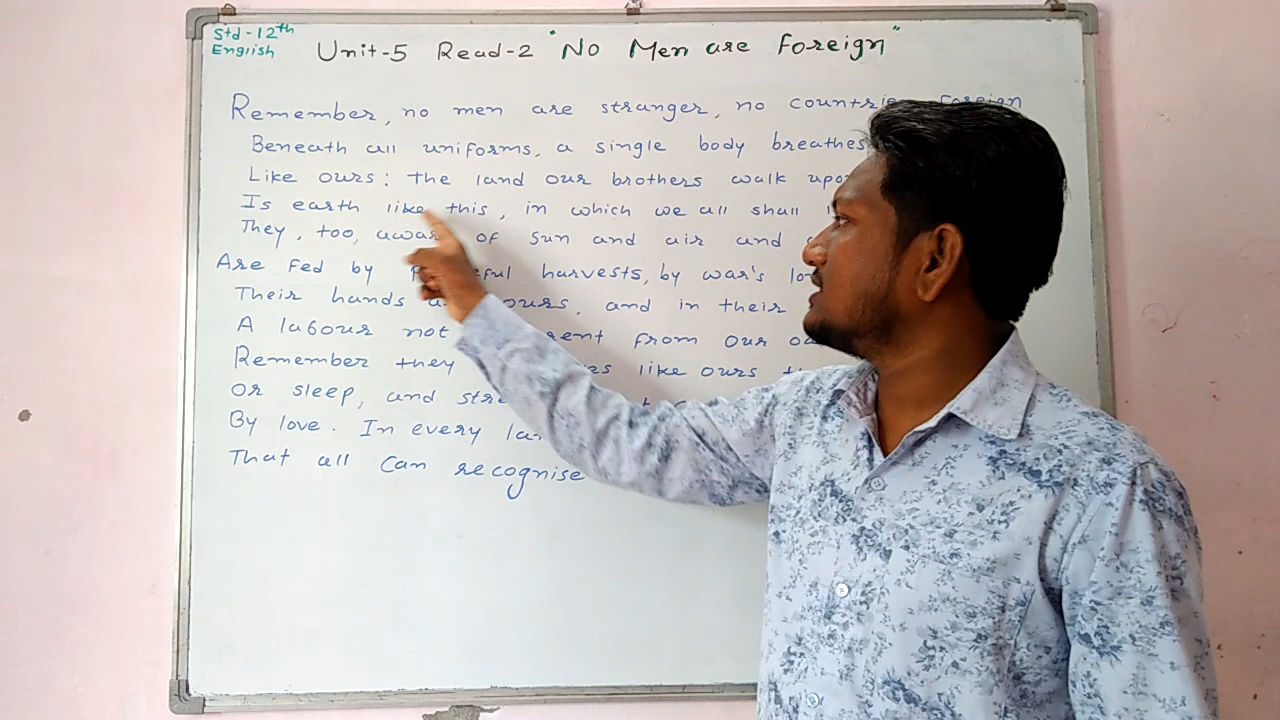 Std-12th
English
Unit-5 Read-2 "No Men are Foreign"
Remember, no men are stranger, no countries foreign
Beneath all uniforms, a single body breathes
Like ours: the land our brothers walk upon
Is earth like this, in which we all shall
They, too, aware of sun and air and
Are Fed by peaceful harvests, by war's
Their hands are ours, and in their
A labour not different from our
Remember they like ours
Or sleep, and
By love. In every
That all Can recognise